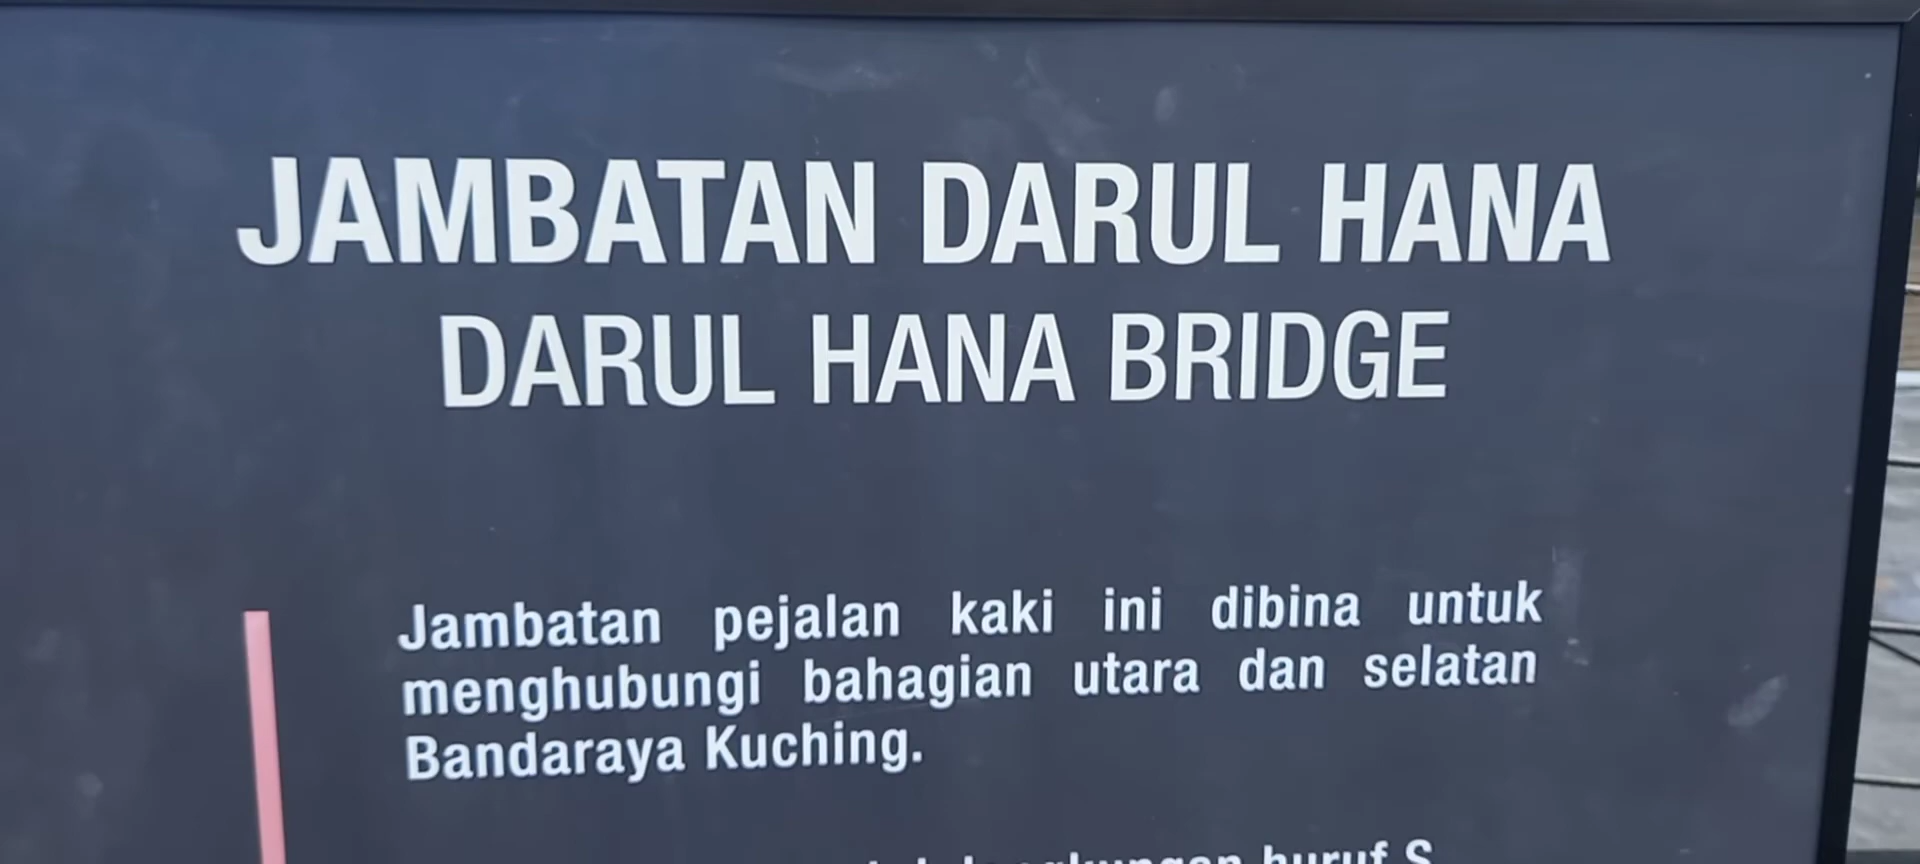 JAMBATAN DARUL HANA
DARUL HANA BRIDGE
Jambatan pejalan kaki ini dibina untuk
menghubungi bahagian utara dan selatan
Bandaraya Kuching.
huruf S